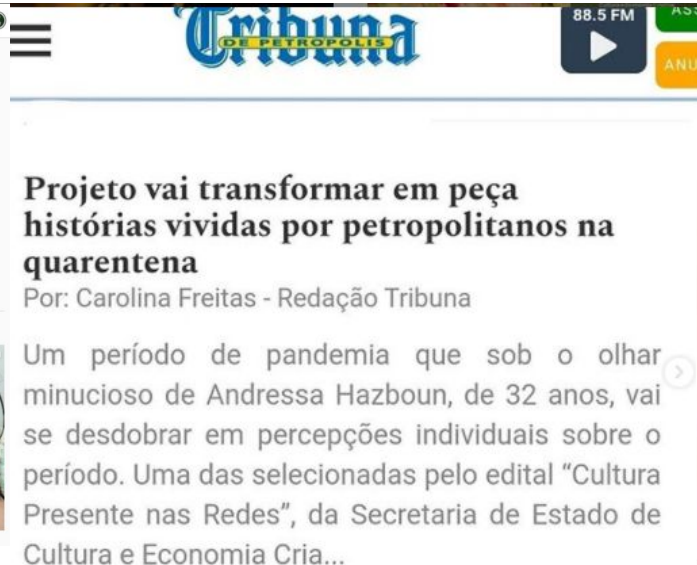 Tribuna
DE PETROPOLIS
88.5 FM
ANU
Projeto vai transformar em peça
histórias vividas por petropolitanos na
quarentena
Por: Carolina Freitas - Redação Tribuna
Um período de pandemia que sob o olhar
minucioso de Andressa Hazboun, de 32 anos, vai
se desdobrar em percepções individuais sobre o
período. Uma das selecionadas pelo edital “Cultura
Presente nas Redes”, da Secretaria de Estado de
Cultura e Economia Cria...